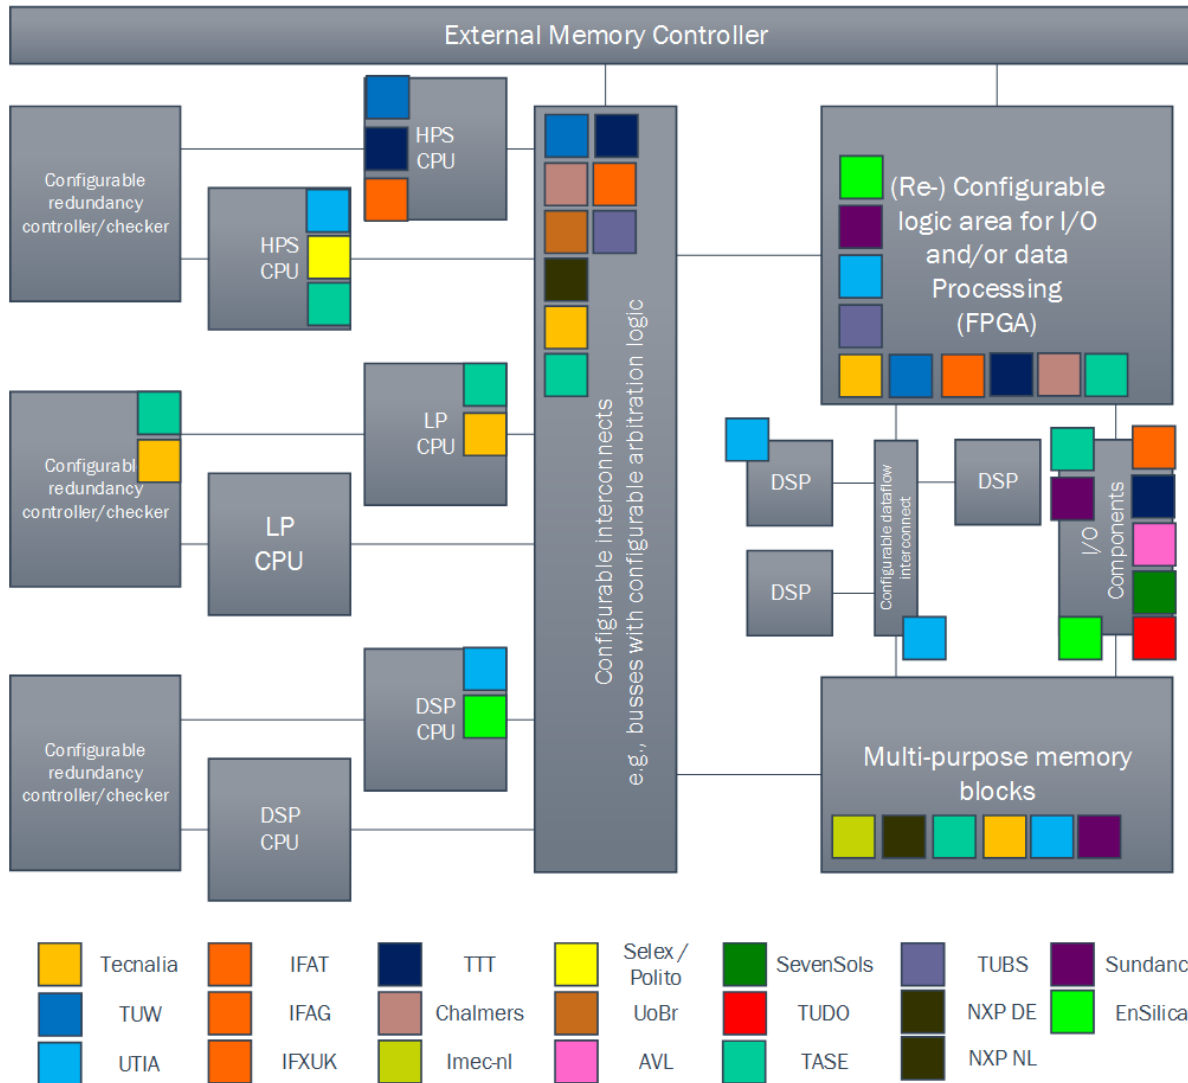 External Memory Controller
HPS
CPU
Configurable
redundancy
controller/checker
HPS
CPU
(Re-) Configurable
logic area for I/O
and/or data
Processing
(FPGA)
Configurable interconnects
e.g., busses with configurable arbitration logic
LP
CPU
Configurable
redundancy
controller/checker
LP
CPU
DSP
DSP
DSP
Configurable dataflow
interconnect
I/O
Components
DSP
CPU
Configurable
redundancy
controller/checker
DSP
CPU
Multi-purpose memory
blocks
Tecnalia
IFAT
TTT
Selex /
Polito
SevenSols
TUBS
Sundanc
TUW
IFAG
Chalmers
UoBr
TUDO
NXP DE
EnSilica
UTIA
IFXUK
Imec-nl
AVL
TASE
NXP NL